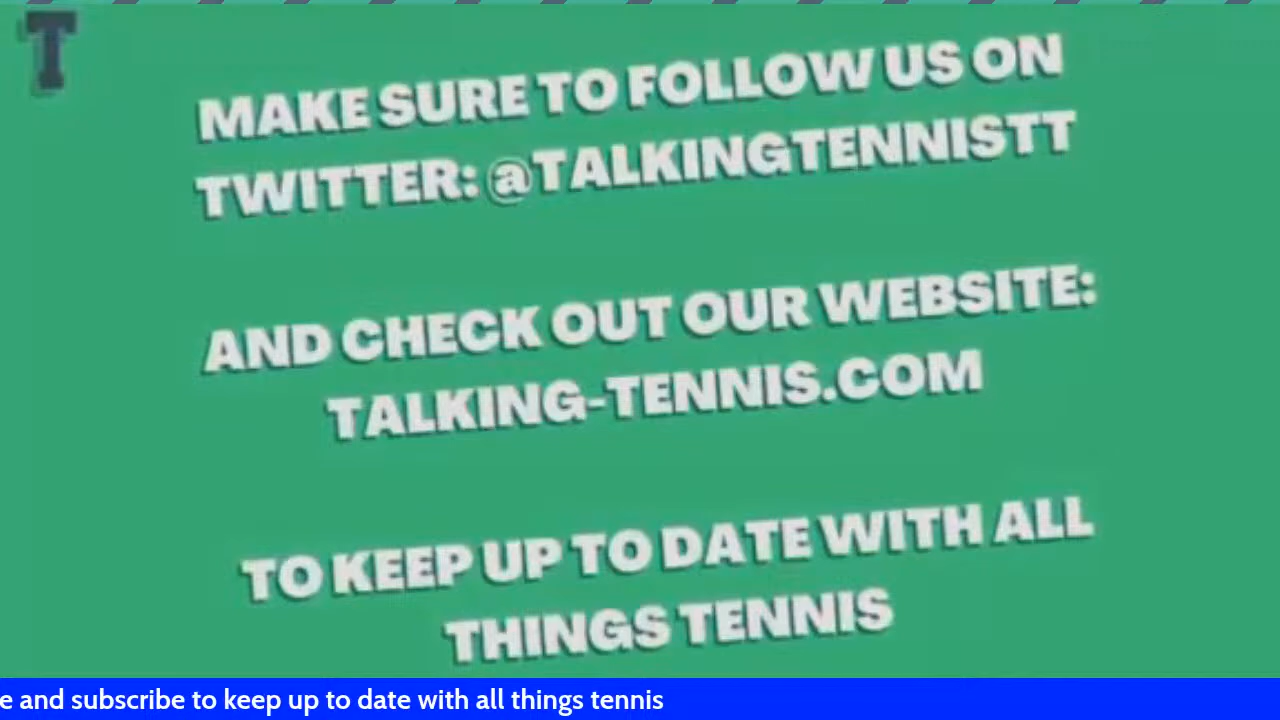 T
MAKE SURE TO FOLLOW US ON
TWITTER: @TALKINGTENNISTT
AND CHECK OUT OUR WEBSITE:
TALKING-TENNIS.COM
TO KEEP UP TO DATE WITH ALL
THINGS TENNIS
e and subscribe to keep up to date with all things tennis